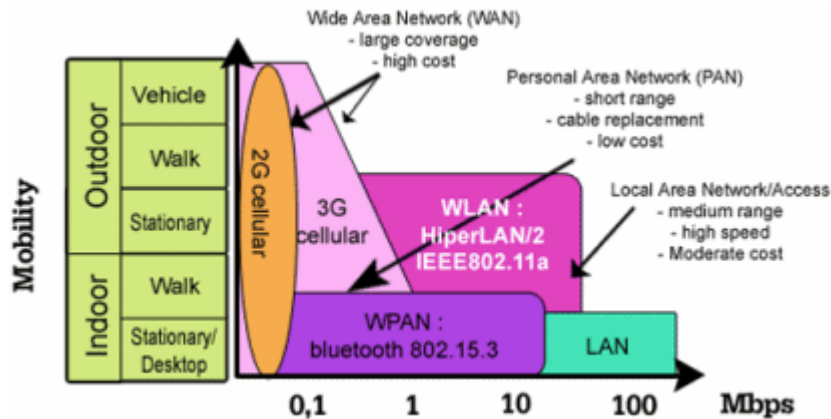 Wide Area Network (WAN)
- large coverage
- high cost
Personal Area Network (PAN)
- short range
- cable replacement
- low cost
Local Area Network/Access
- medium range
- high speed
- Moderate cost
Mobility
Outdoor
Vehicle
Walk
Stationary
Indoor
Walk
Stationary/
Desktop
2G cellular
3G
cellular
WLAN :
HiperLAN/2
IEEE802.11a
WPAN :
bluetooth 802.15.3
LAN
0,1 1 10 100 Mbps